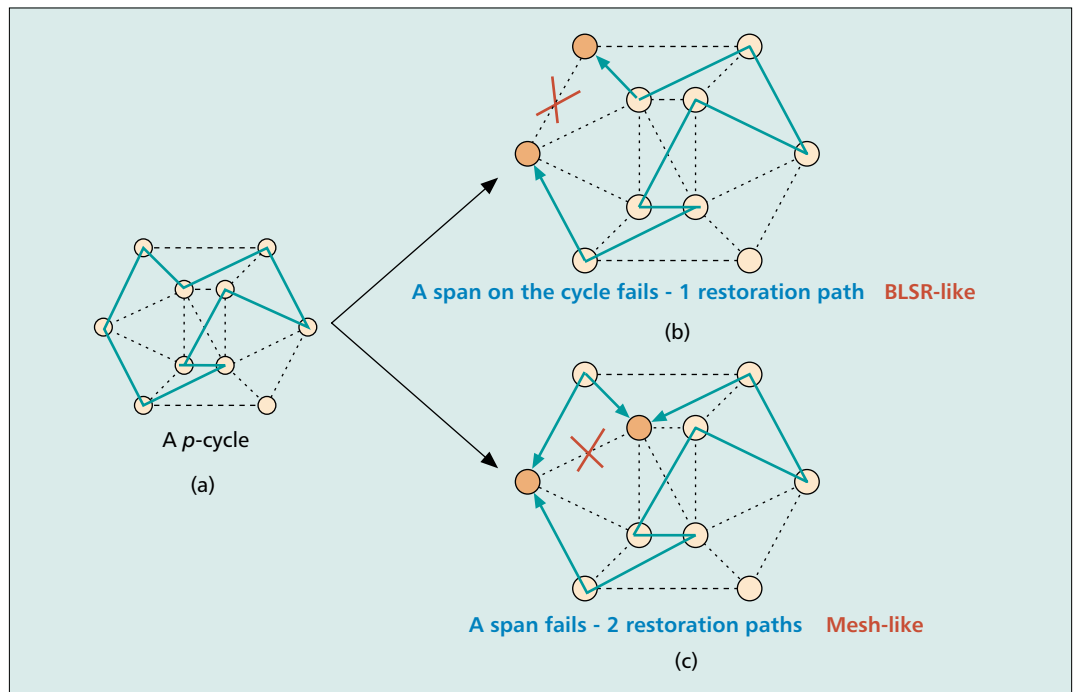 A span on the cycle fails - 1 restoration path BLSR-like
(b)
A p-cycle
(a)
A span fails - 2 restoration paths Mesh-like
(c)